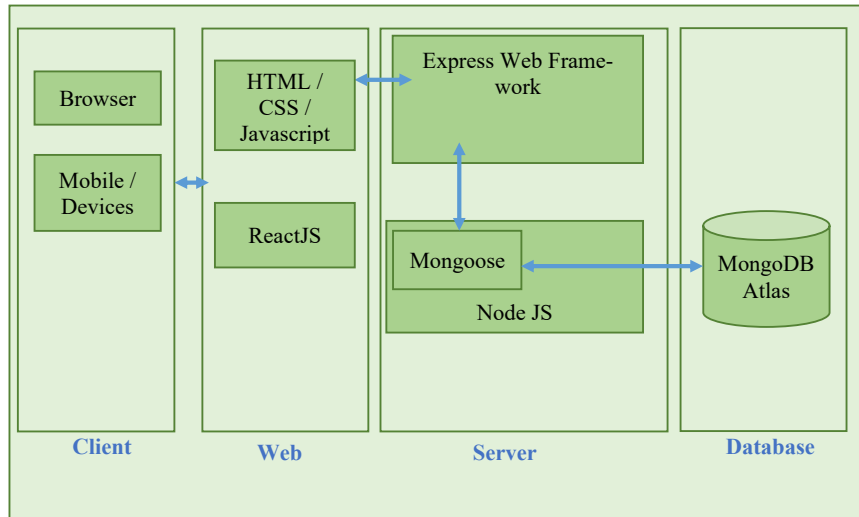 Browser
Mobile /
Devices
Client
HTML /
CSS /
Javascript
ReactJS
Web
Express Web Frame-
work
Mongoose
Node JS
Server
MongoDB
Atlas
Database